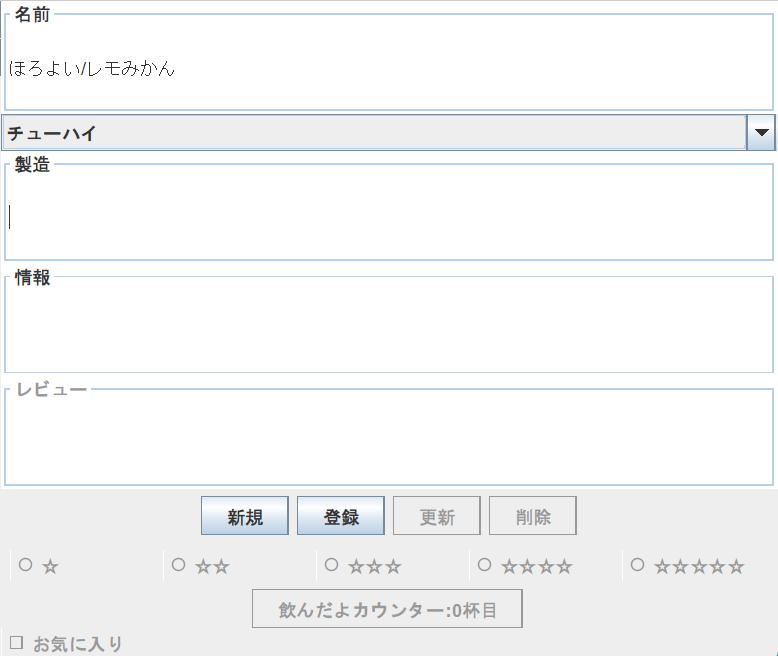 名前
ほろよい/レモみかん
チューハイ
製造
情報
レビュー
新規 登録 更新 削除
☆ ☆☆ ☆☆☆ ☆☆☆☆ ☆☆☆☆☆
飲んだよカウンター:0杯目
お気に入り